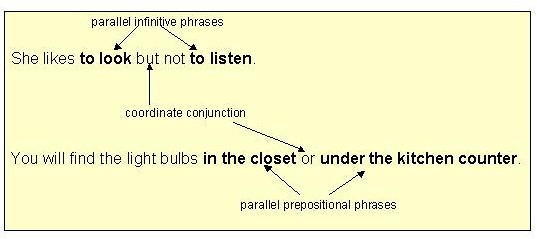 parallel infinitive phrases
She likes to look but not to listen.
coordinate conjunction
You will find the light bulbs in the closet or under the kitchen counter.
parallel prepositional phrases